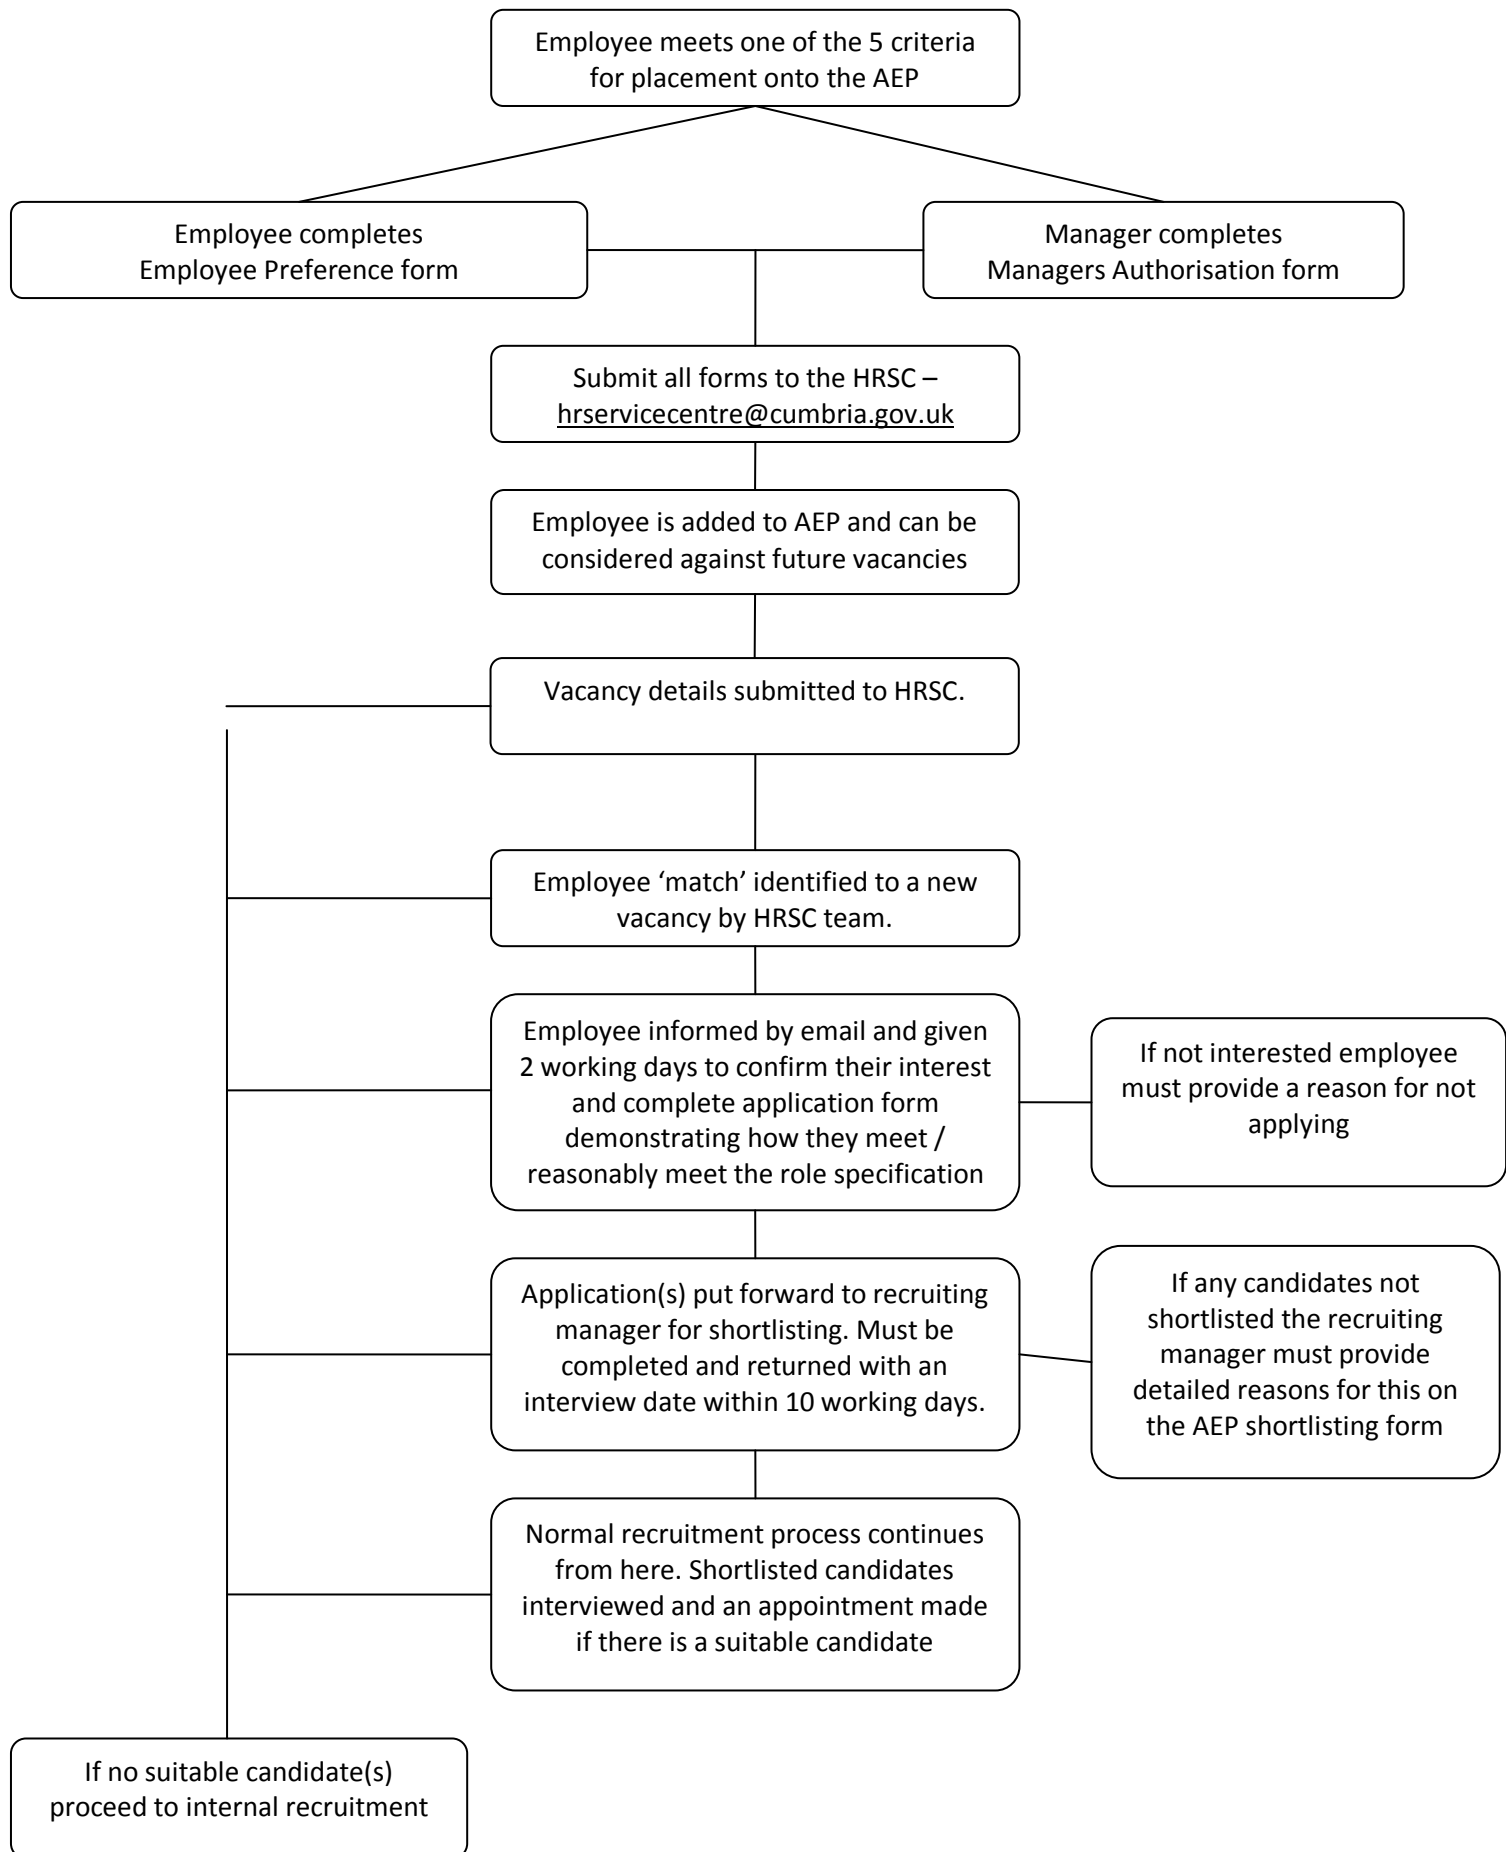 Employee meets one of the 5 criteria
for placement onto the AEP
Employee completes
Employee Preference form
Manager completes
Managers Authorisation form
Submit all forms to the HRSC –
hrservicecentre@cumbria.gov.uk
Employee is added to AEP and can be
considered against future vacancies
Vacancy details submitted to HRSC.
Employee ‘match’ identified to a new
vacancy by HRSC team.
Employee informed by email and given
2 working days to confirm their interest
and complete application form
demonstrating how they meet /
reasonably meet the role specification
If not interested employee
must provide a reason for not
applying
Application(s) put forward to recruiting
manager for shortlisting. Must be
completed and returned with an
interview date within 10 working days.
If any candidates not
shortlisted the recruiting
manager must provide
detailed reasons for this on
the AEP shortlisting form
Normal recruitment process continues
from here. Shortlisted candidates
interviewed and an appointment made
if there is a suitable candidate
If no suitable candidate(s)
proceed to internal recruitment